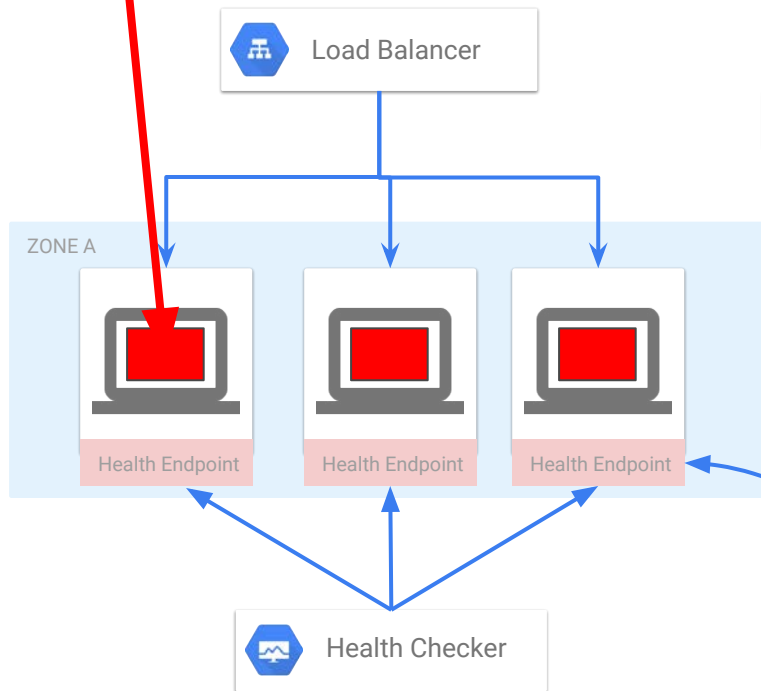 Load Balancer
ZONE A
Health Endpoint
Health Endpoint
Health Endpoint
Health Checker